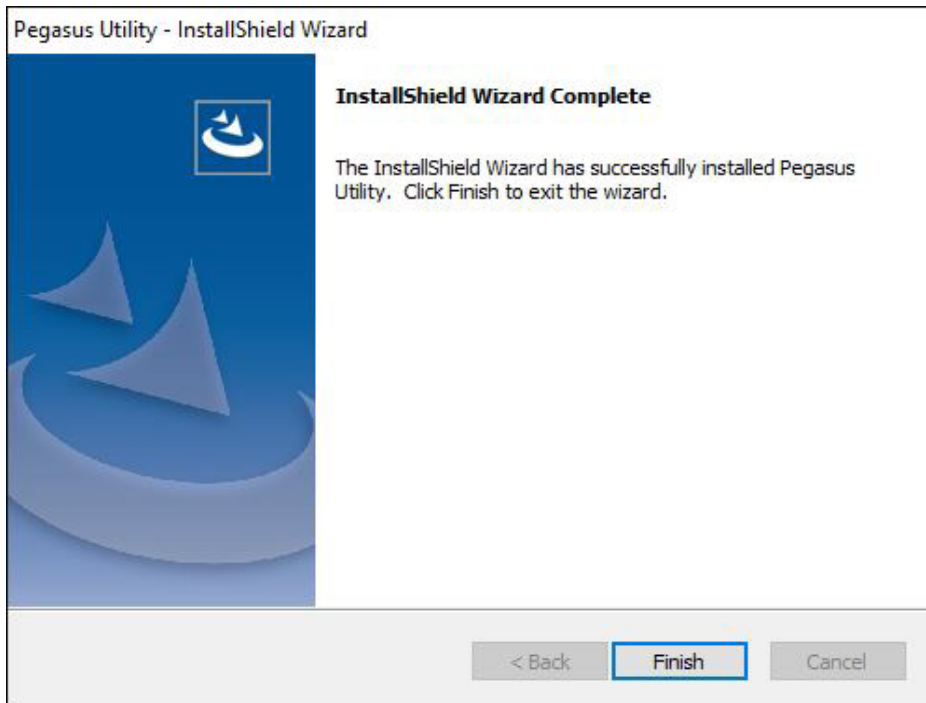 Pegasus Utility - InstallShield Wizard
InstallShield Wizard Complete
The InstallShield Wizard has successfully installed Pegasus
Utility.  Click Finish to exit the wizard.
< Back
Finish
Cancel